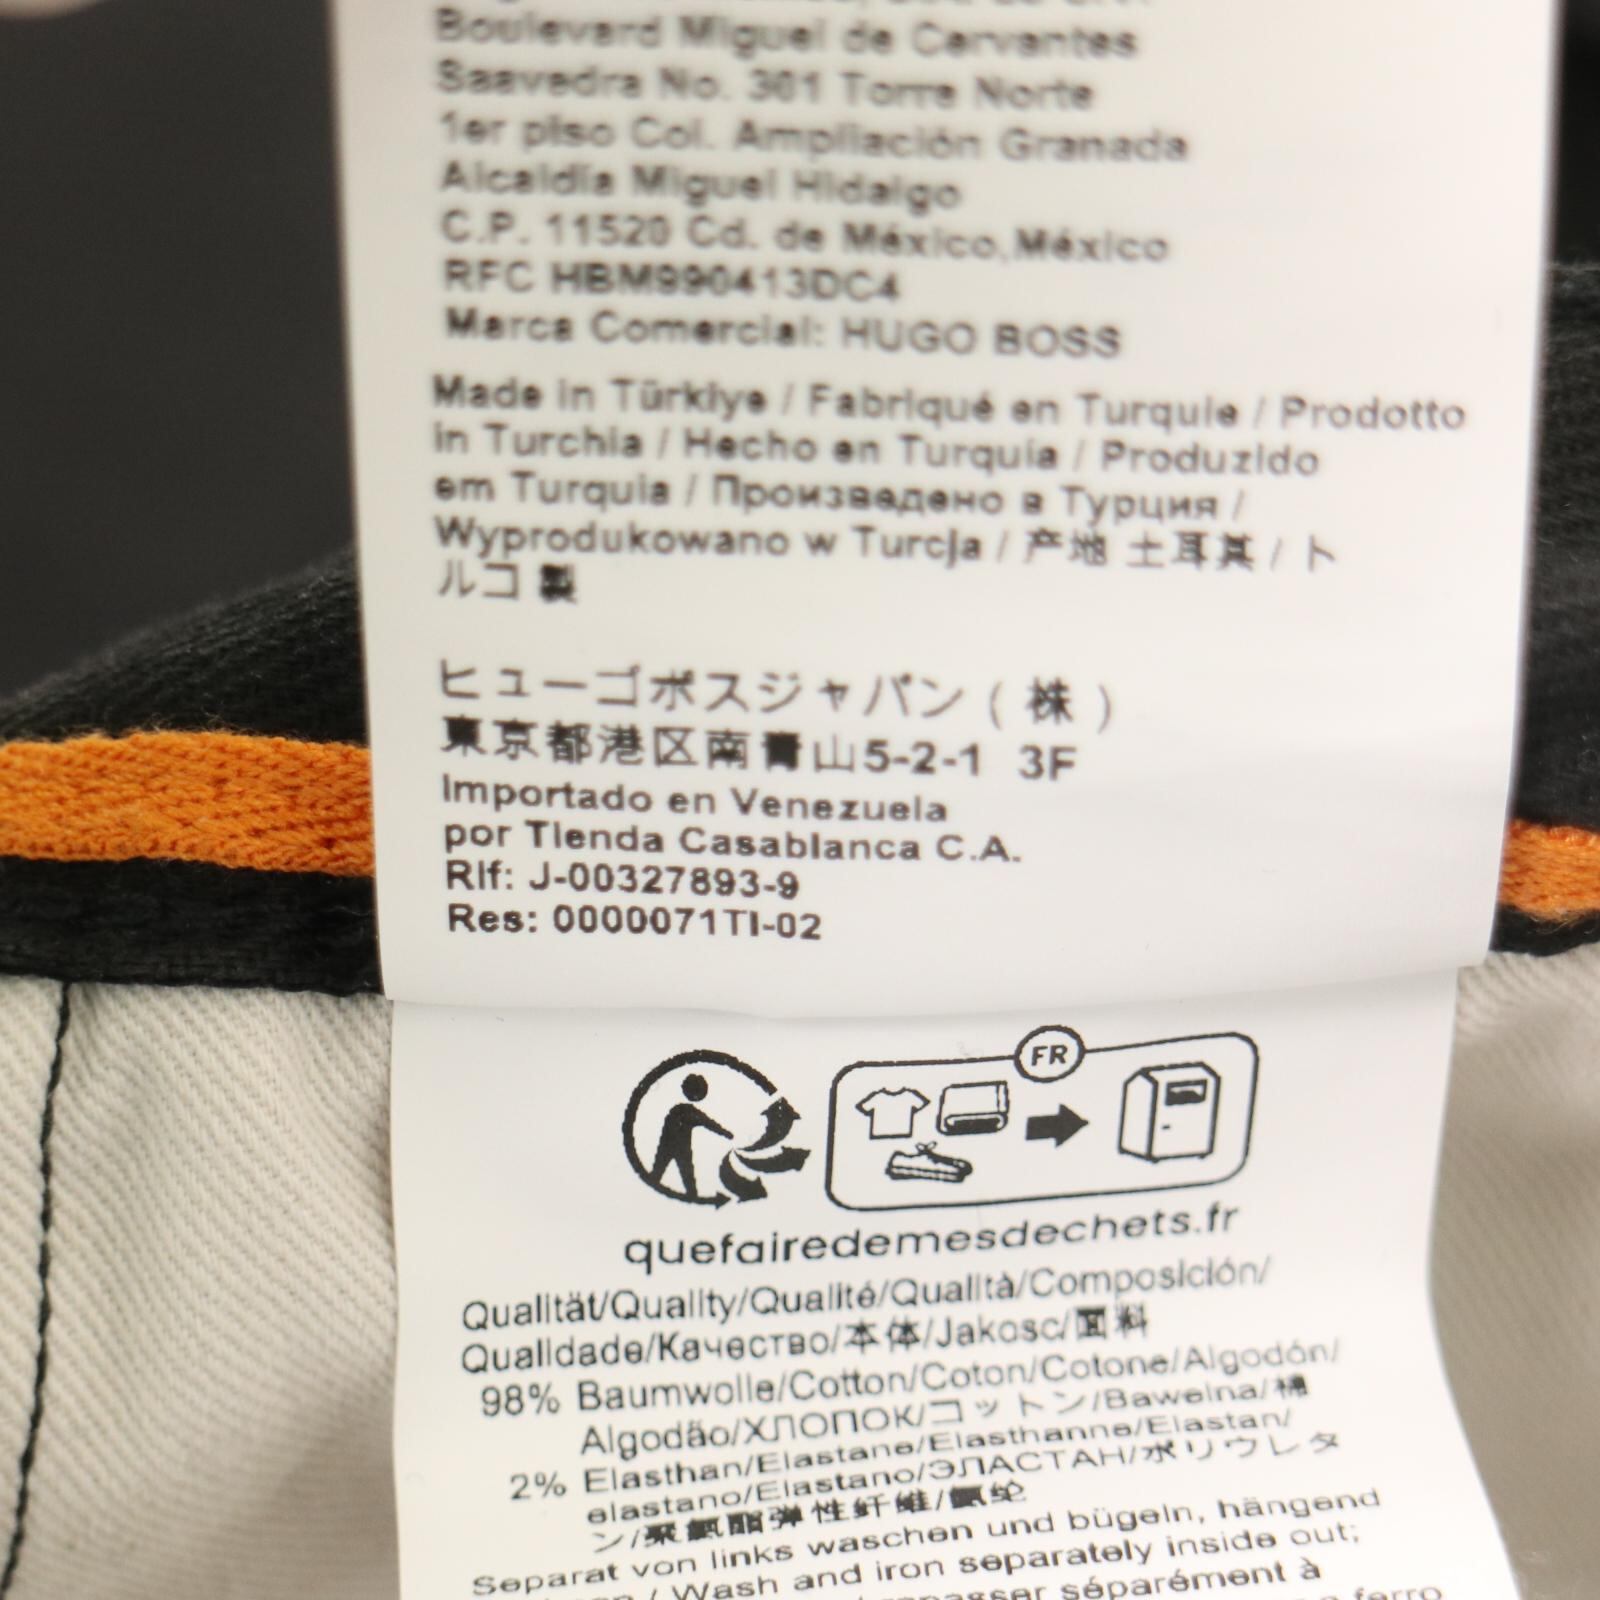 Boulevard Miguel de Cervantes
Saavedra No. 301 Torre Norte
1er piso Col. Ampliación Granada
Alcaldía Miguel Hidalgo
C.P. 11520 Cd. de México,México
RFC HBM990413DC4
Marca Comercial: HUGO BOSS
Made in Türkiye / Fabriqué en Turquie / Prodotto
in Turchia / Hecho en Turquía / Produzido
em Turquia / Произведено в Турция /
Wyprodukowano w Turcja / 产地 土耳其 / ト
ルコ 製
ヒューゴボスジャパン ( 株 )
東京都港区南青山5-2-1 3F
Importado en Venezuela
por Tienda Casablanca C.A.
Rif: J-00327893-9
Res: 0000071TI-02
FR
quefairedemesdechets.fr
Qualität/Quality/Qualité/Qualità/Composición/
Qualidade/Качество/本体/Jakosc/面料
98% Baumwolle/Cotton/Coton/Cotone/Algodón/
Algodão/ХЛОПОК/コットン/Bawelna/棉
2% Elasthan/Elastane/Elasthanne/Elastan/
elastano/Elastano/ЭЛАСТАН/ポリウレタ
ン/聚氨酯弹性纤维/氨纶
Separat von links waschen und bügeln, hängend
/ Wash and iron separately inside out;
séparément à
ferro